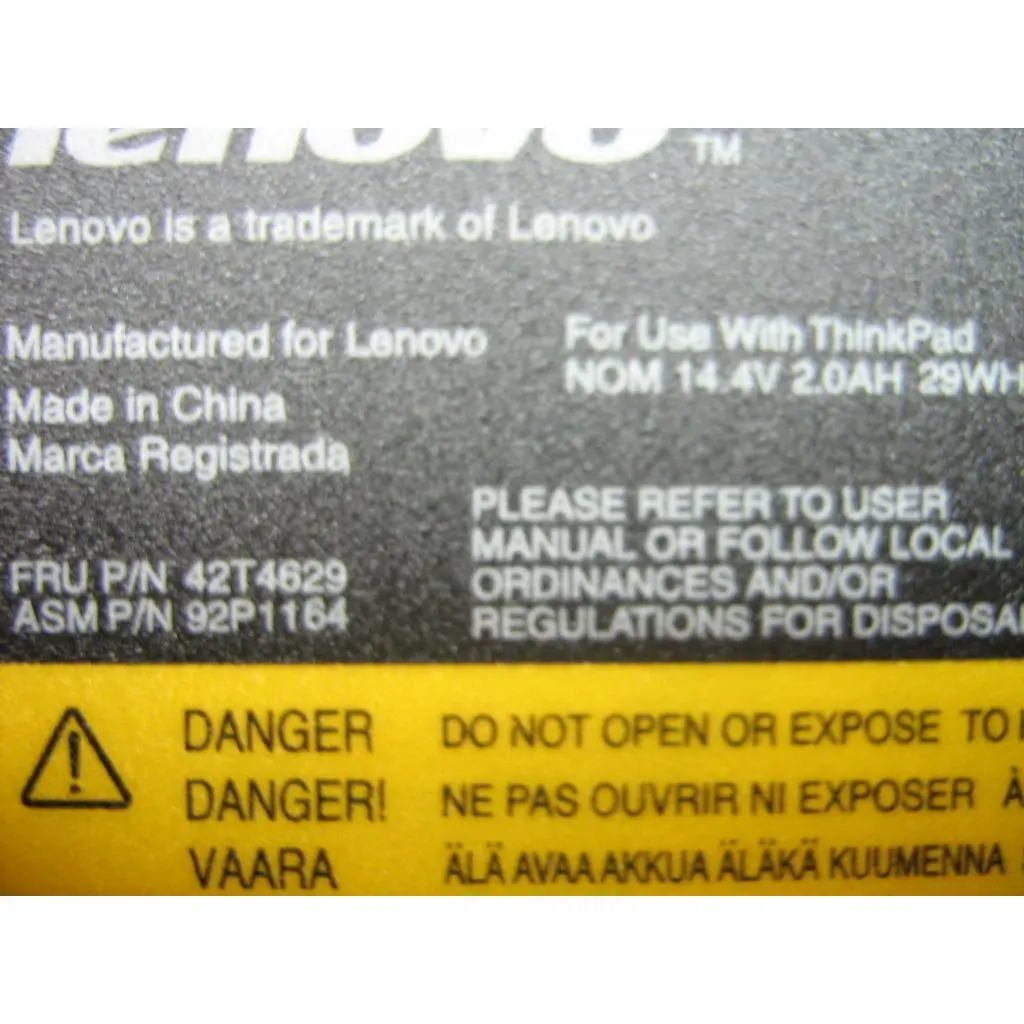 lenovo TM
Lenovo is a trademark of Lenovo
Manufactured for Lenovo
Made in China
Marca Registrada
For Use With ThinkPad
NOM 14.4V 2.0AH 29WH
FRU P/N 42T4629
ASM P/N 92P1164
PLEASE REFER TO USER
MANUAL OR FOLLOW LOCAL
ORDINANCES AND/OR
REGULATIONS FOR DISPOSAL
DANGER DO NOT OPEN OR EXPOSE TO
DANGER! NE PAS OUVRIR NI EXPOSER À
VAARA ÄLÄ AVAA AKKUA ÄLÄKÄ KUUMENNA